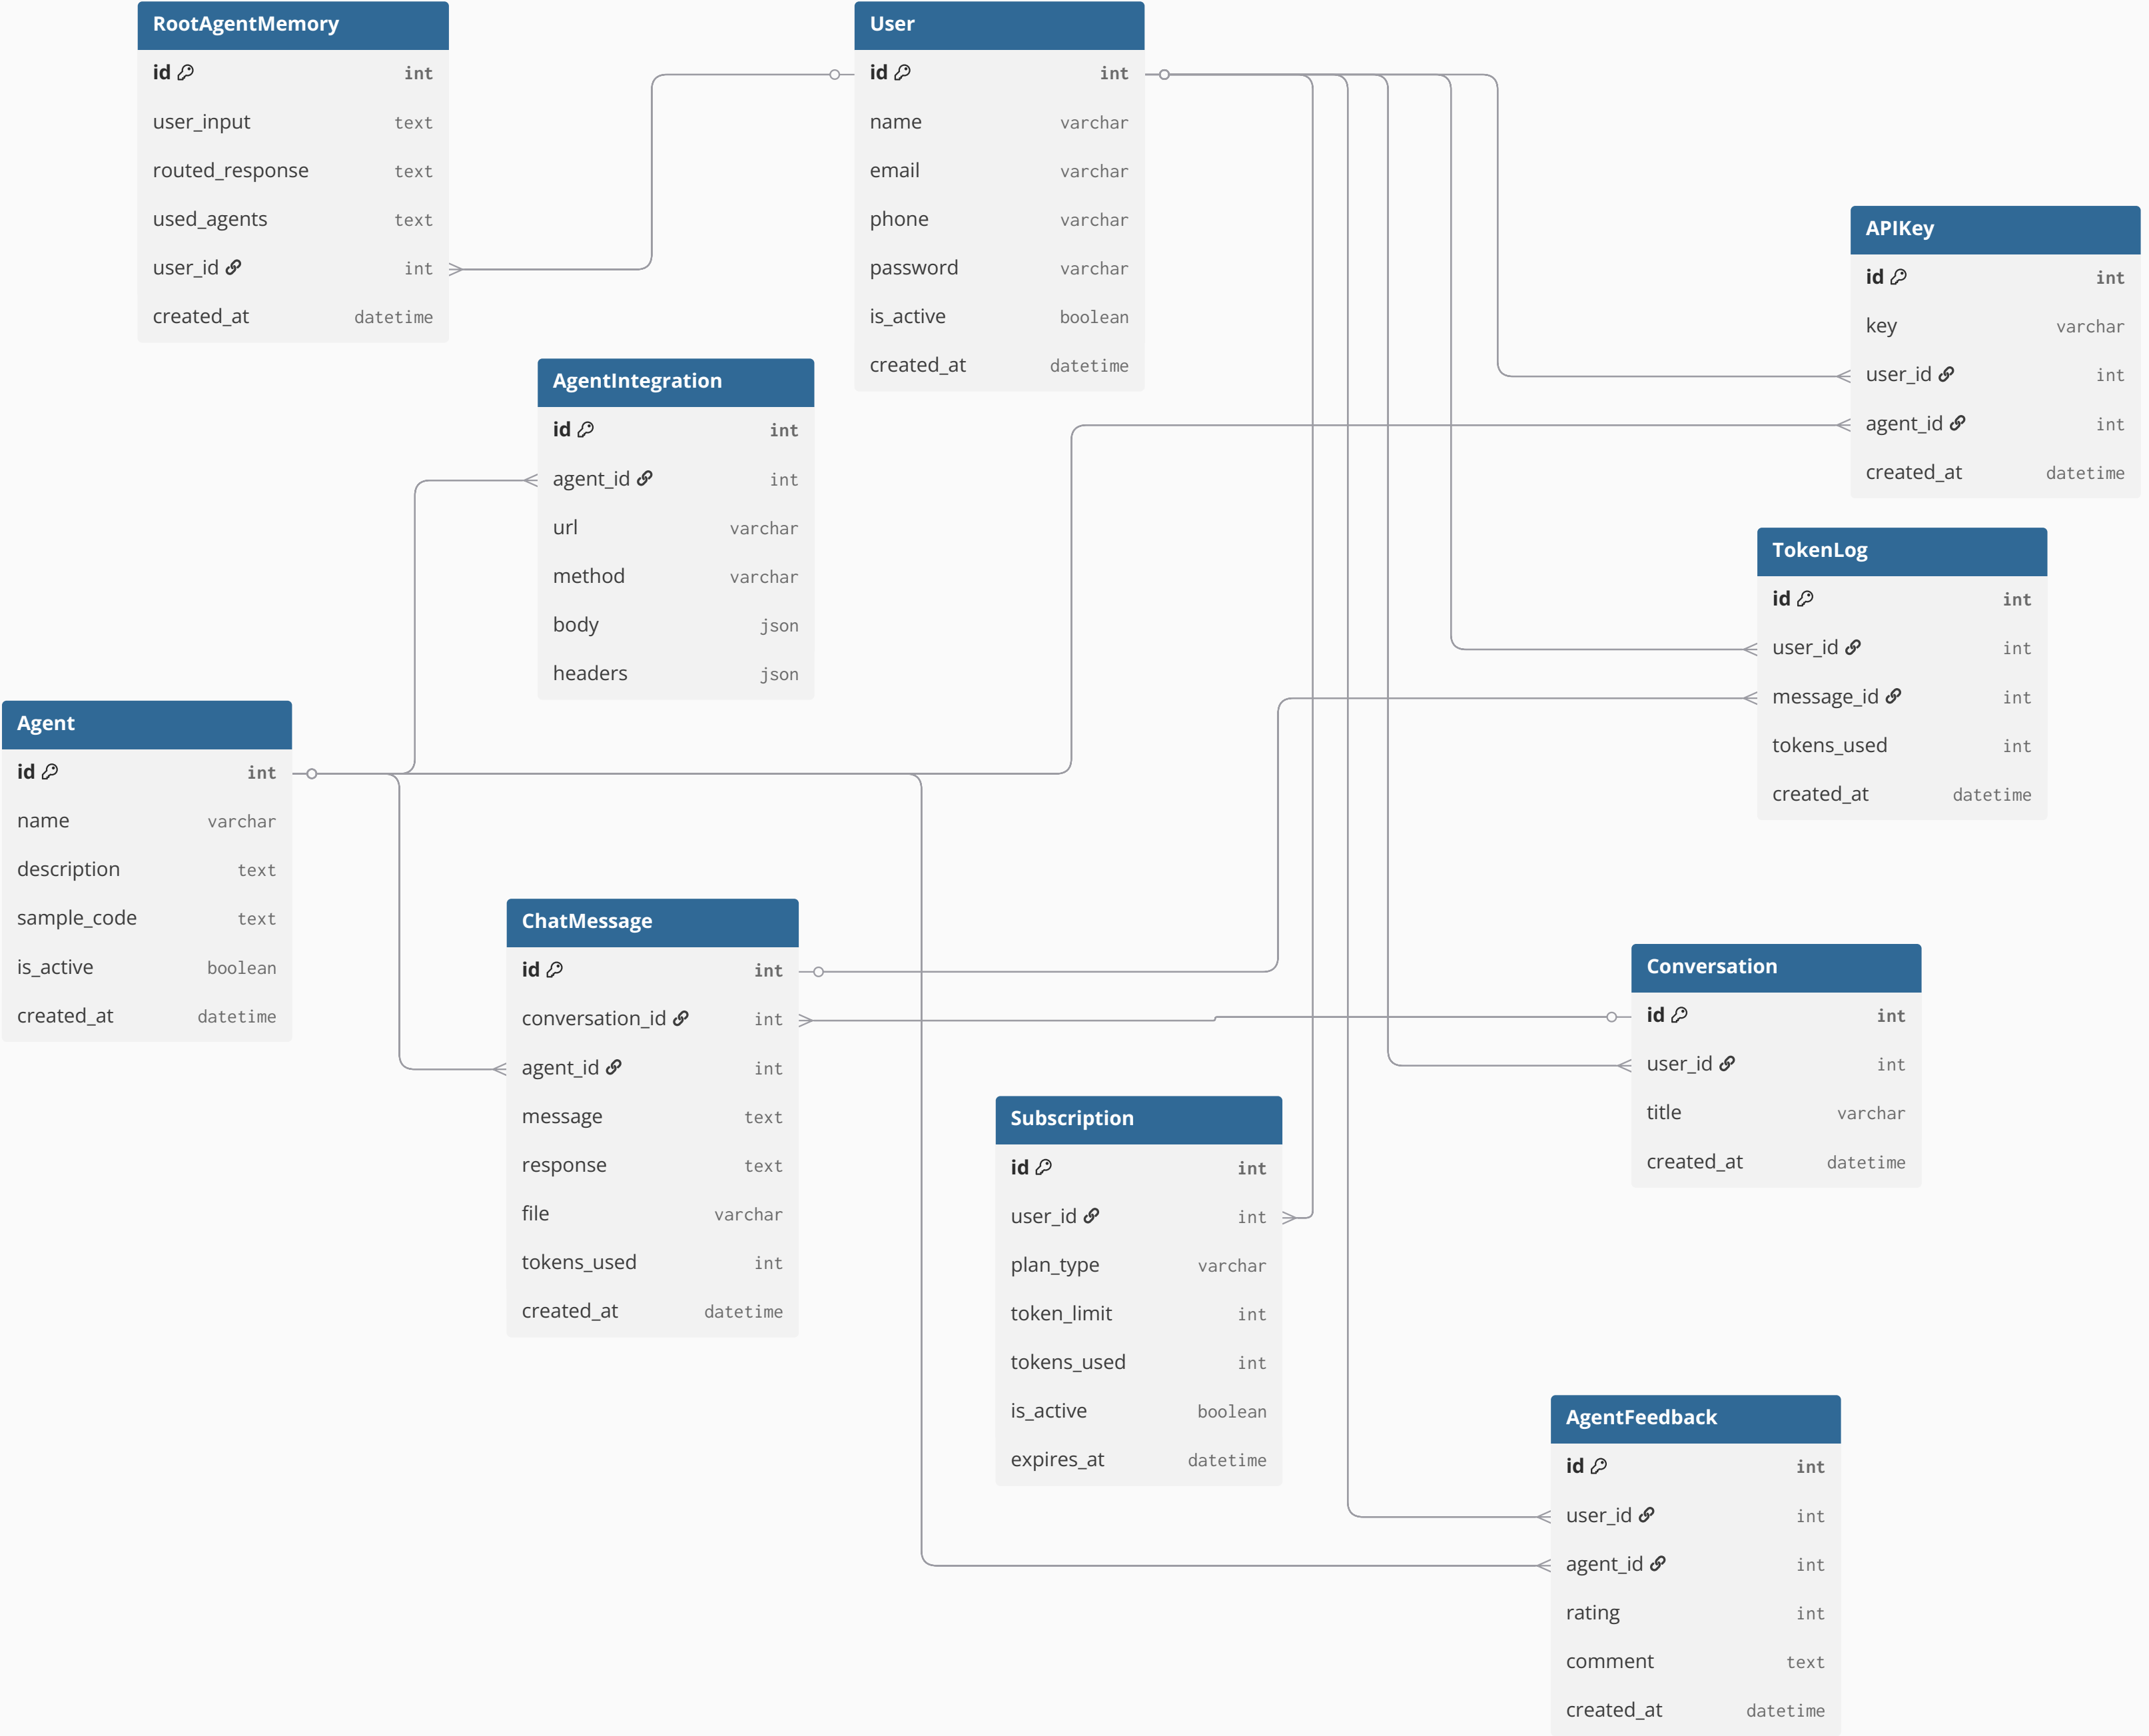 RootAgentMemory
id int
user_input text
routed_response text
used_agents text
user_id int
created_at datetime
User
id int
name varchar
email varchar
phone varchar
password varchar
is_active boolean
created_at datetime
APIKey
id int
key varchar
user_id int
agent_id int
created_at datetime
AgentIntegration
id int
agent_id int
url varchar
method varchar
body json
headers json
TokenLog
id int
user_id int
message_id int
tokens_used int
created_at datetime
Agent
id int
name varchar
description text
sample_code text
is_active boolean
created_at datetime
ChatMessage
id int
conversation_id int
agent_id int
message text
response text
file varchar
tokens_used int
created_at datetime
Conversation
id int
user_id int
title varchar
created_at datetime
Subscription
id int
user_id int
plan_type varchar
token_limit int
tokens_used int
is_active boolean
expires_at datetime
AgentFeedback
id int
user_id int
agent_id int
rating int
comment text
created_at datetime